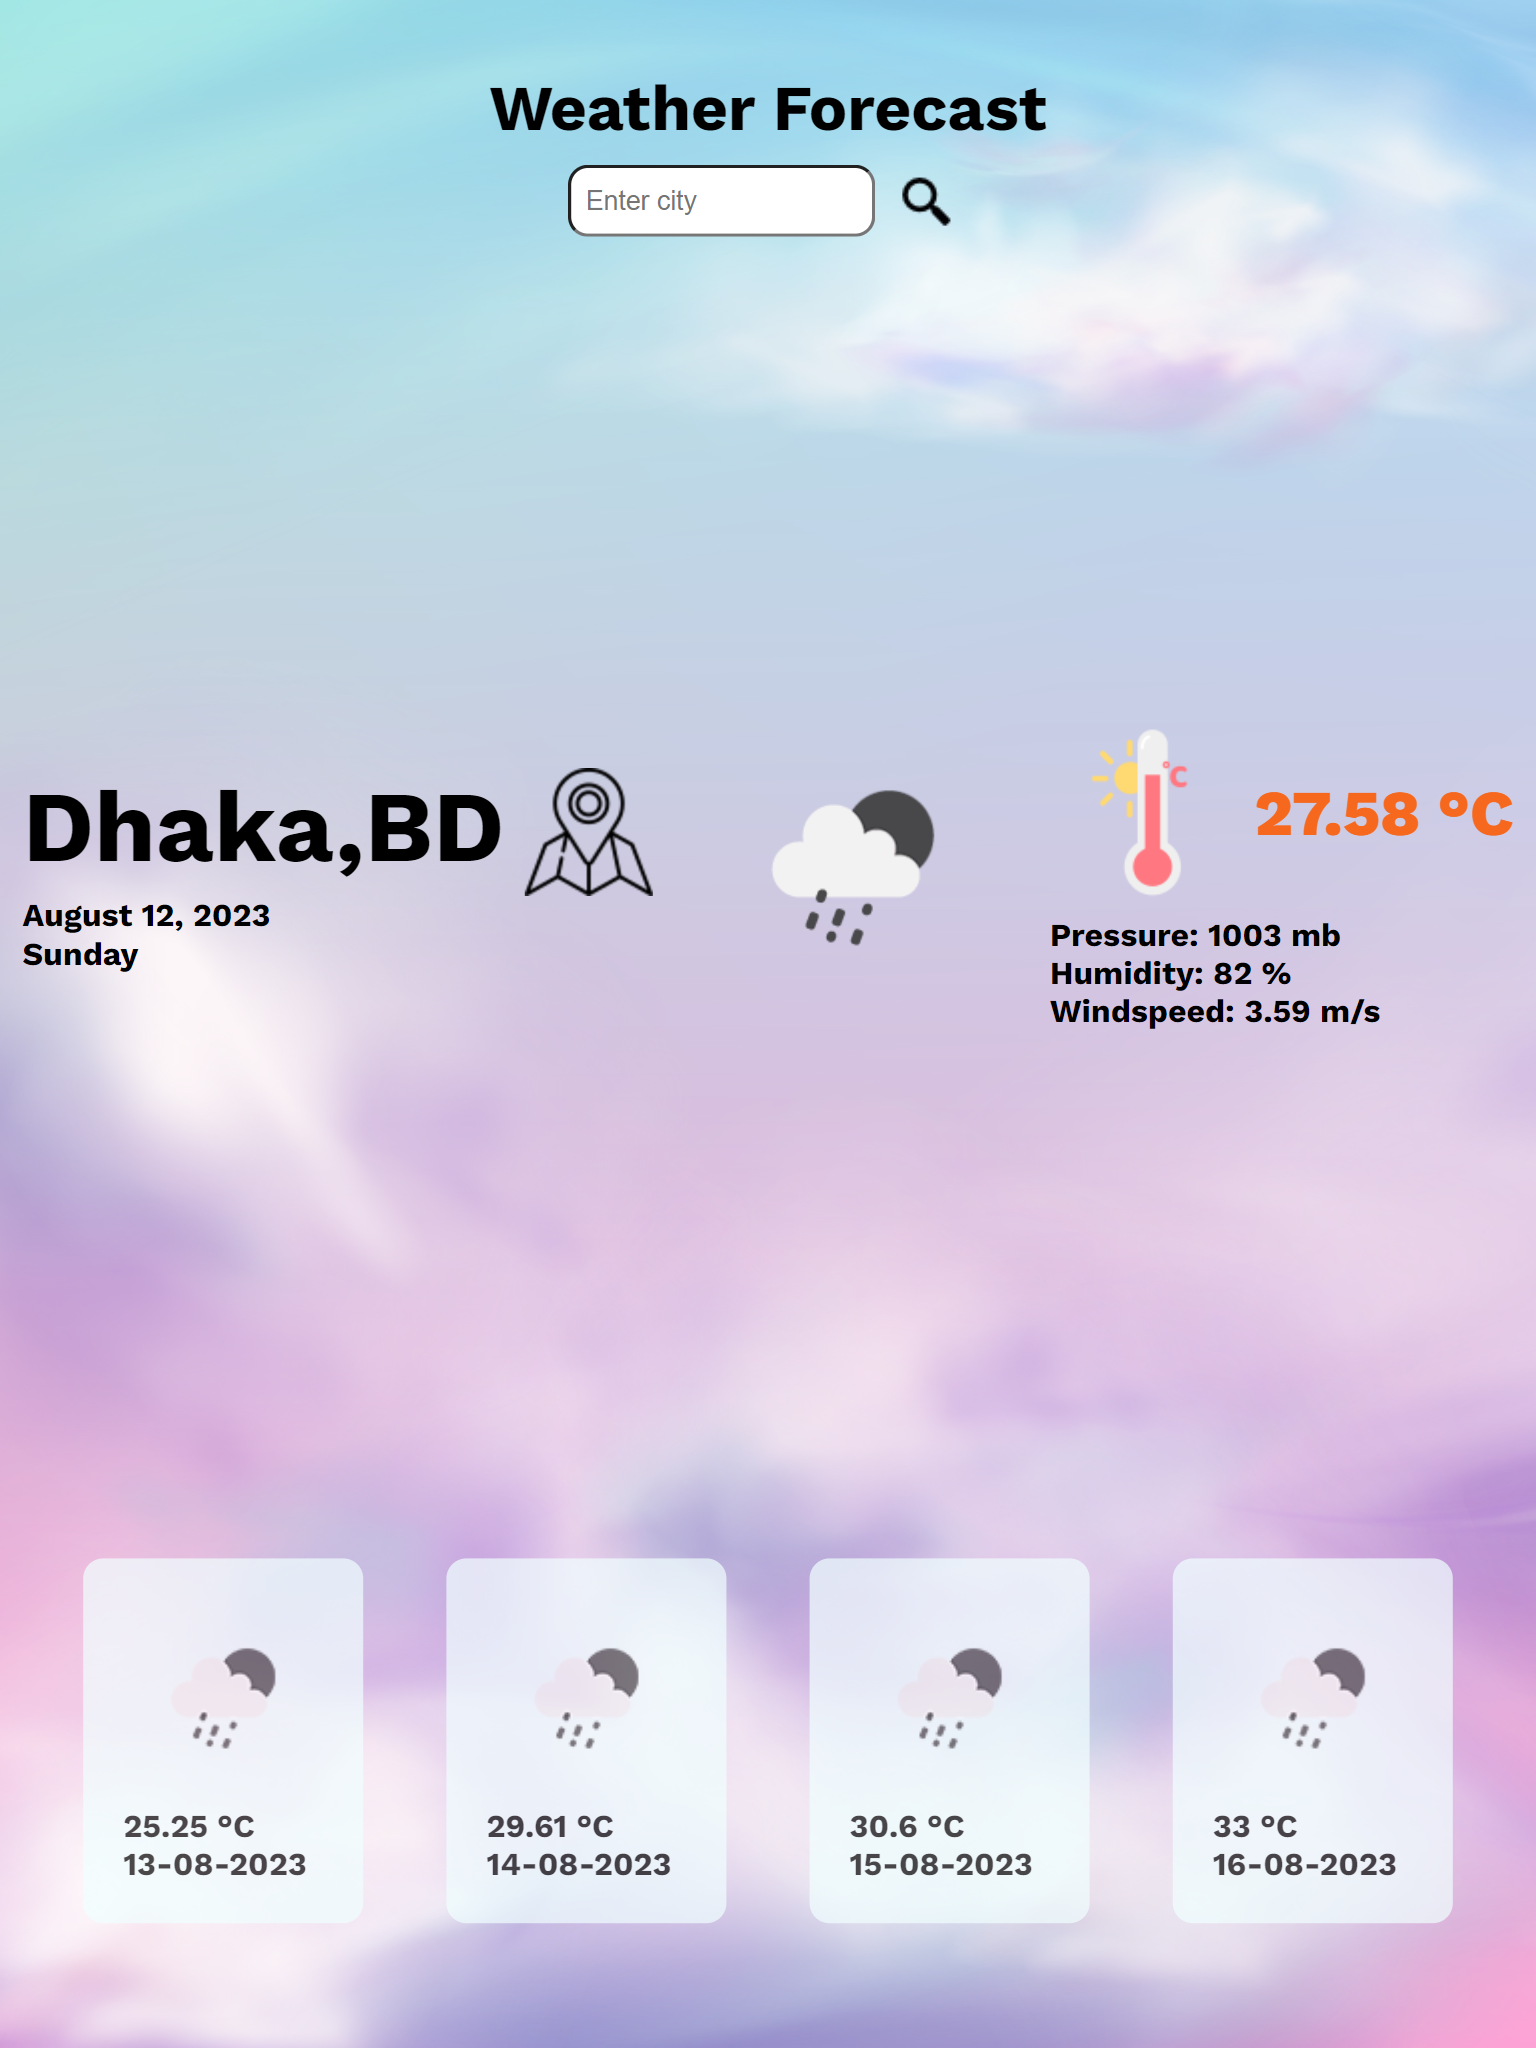 Weather Forecast
Enter city
Dhaka,BD
August 12, 2023
Sunday
°C
27.58 °C
Pressure: 1003 mb
Humidity: 82 %
Windspeed: 3.59 m/s
25.25 °C
13-08-2023
29.61 °C
14-08-2023
30.6 °C
15-08-2023
33 °C
16-08-2023